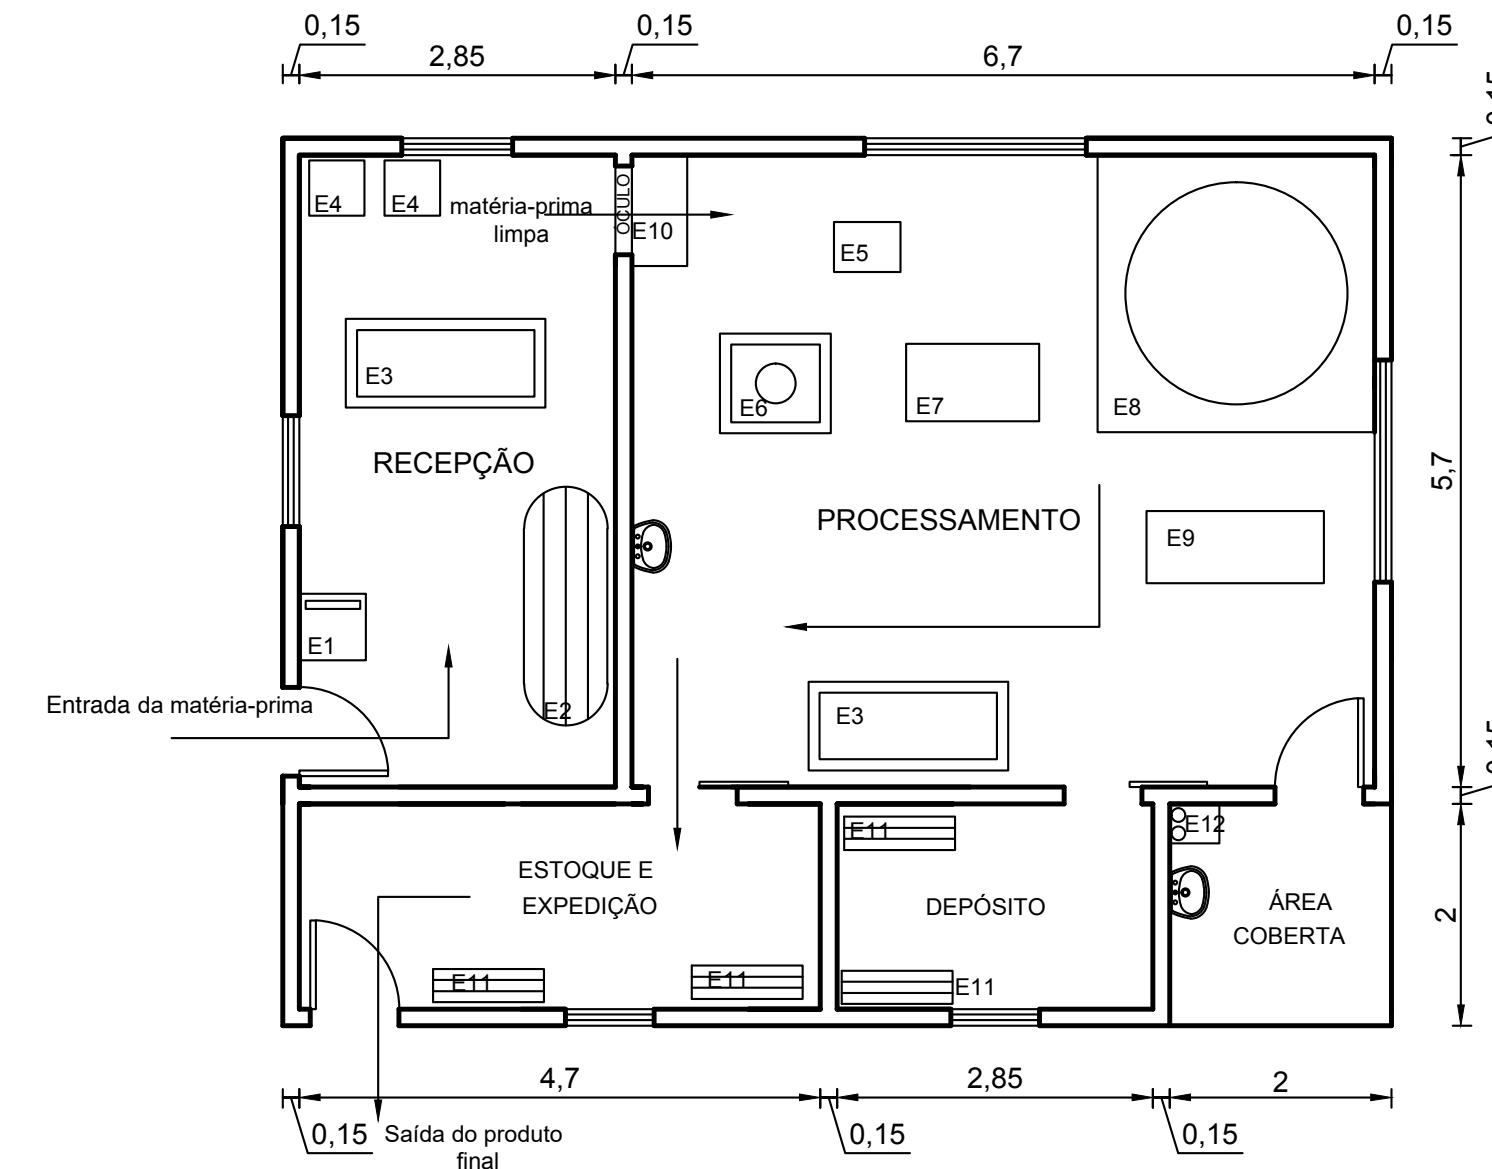 0,15
0,15
0,15
2,85
6,7
0,15
E4
E4
matéria-prima
limpa
ÓCULO
E10
E5
E3
E6
E7
E8
RECEPÇÃO
5,7
PROCESSAMENTO
E9
E1
Entrada da matéria-prima
E2
E3
0,15
E11
E12
ESTOQUE E
EXPEDIÇÃO
DEPÓSITO
ÁREA
COBERTA
2
E11
E11
E11
4,7
2,85
2
0,15
Saída do produto
final
0,15
0,15